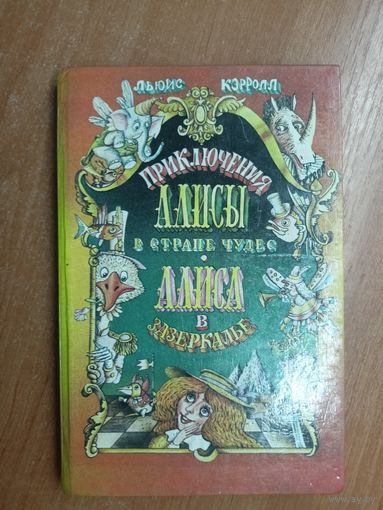 ЛЬЮИС КЭРРОЛЛ
ПРИКЛЮЧЕНИЯ
АЛИСЫ
В СТРАНЕ ЧУДЕС
АЛИСА
В
ЗАЗЕРКАЛЬЕ